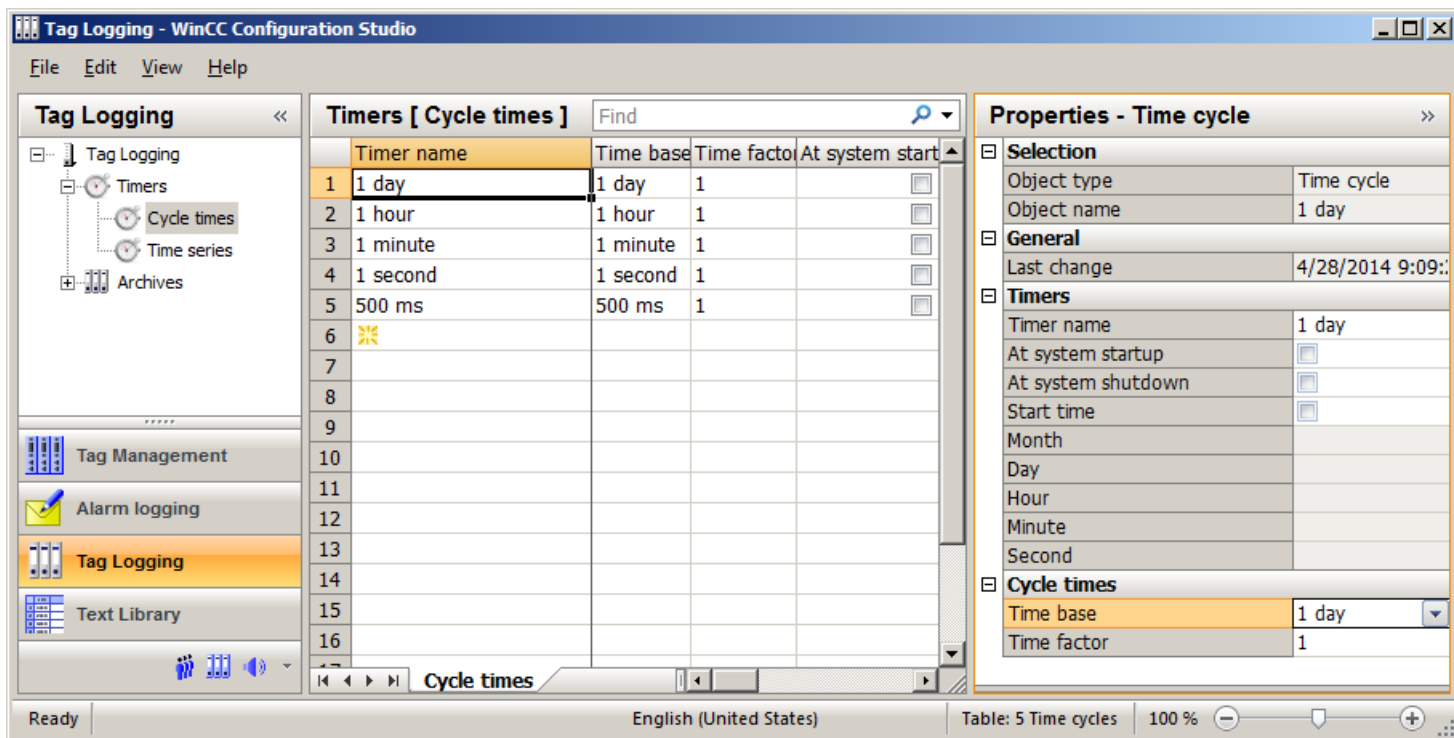 Tag Logging - WinCC Configuration Studio
File Edit View Help
Tag Logging «
Tag Logging
Timers
Cycle times
Time series
Archives
Tag Management
Alarm logging
Tag Logging
Text Library
Timers [ Cycle times ] Find
Timer name Time base Time factor At system start
1 1 day 1 day 1
2 1 hour 1 hour 1
3 1 minute 1 minute 1
4 1 second 1 second 1
5 500 ms 500 ms 1
6
7
8
9
10
11
12
13
14
15
16
Cycle times
Properties - Time cycle »
Selection
Object type Time cycle
Object name 1 day
General
Last change 4/28/2014 9:09:
Timers
Timer name 1 day
At system startup
At system shutdown
Start time
Month
Day
Hour
Minute
Second
Cycle times
Time base 1 day
Time factor 1
Ready English (United States) Table: 5 Time cycles 100 %